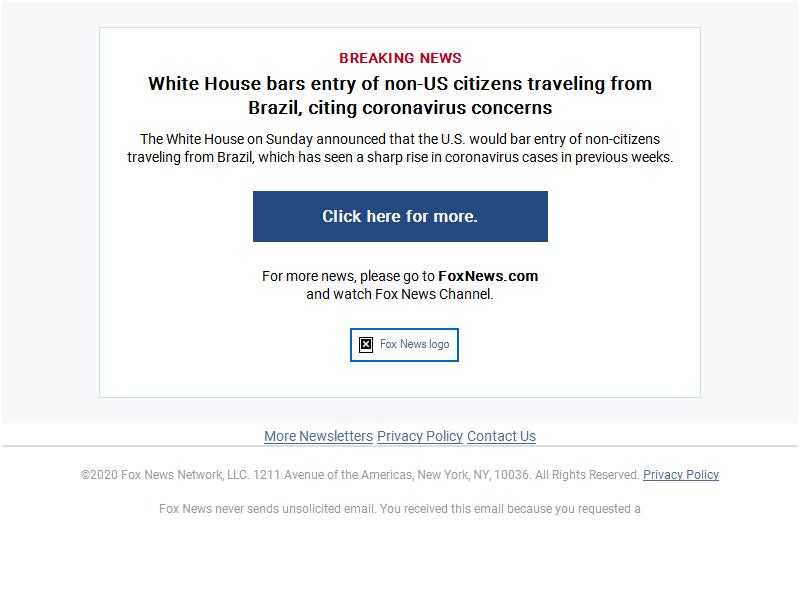 BREAKING NEWS
White House bars entry of non-US citizens traveling from
Brazil, citing coronavirus concerns
The White House on Sunday announced that the U.S. would bar entry of non-citizens
traveling from Brazil, which has seen a sharp rise in coronavirus cases in previous weeks.
Click here for more.
For more news, please go to FoxNews.com
and watch Fox News Channel.
Fox News logo
More Newsletters Privacy Policy Contact Us
©2020 Fox News Network, LLC. 1211 Avenue of the Americas, New York, NY, 10036. All Rights Reserved. Privacy Policy
Fox News never sends unsolicited email. You received this email because you requested a